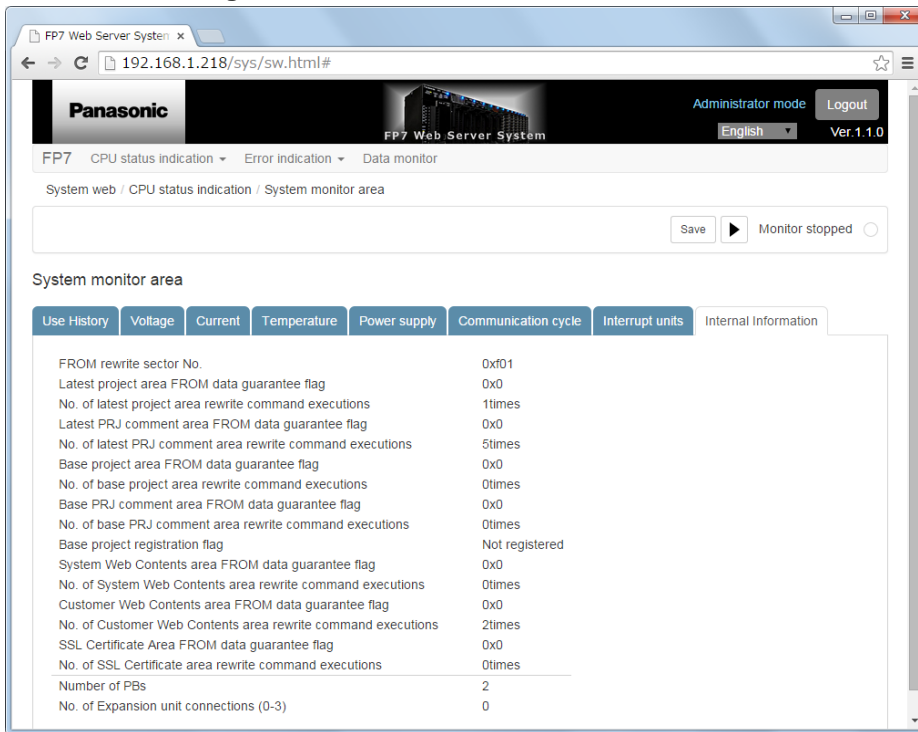 FP7 Web Server System
192.168.1.218/sys/sw.html#
Panasonic
FP7 Web Server System
Administrator mode Logout
English Ver.1.1.0
FP7 CPU status indication Error indication Data monitor
System web / CPU status indication / System monitor area
Save Monitor stopped
System monitor area
Use History Voltage Current Temperature Power supply Communication cycle Interrupt units Internal Information
FROM rewrite sector No. 0xf01
Latest project area FROM data guarantee flag 0x0
No. of latest project area rewrite command executions 1times
Latest PRJ comment area FROM data guarantee flag 0x0
No. of latest PRJ comment area rewrite command executions 5times
Base project area FROM data guarantee flag 0x0
No. of base project area rewrite command executions 0times
Base PRJ comment area FROM data guarantee flag 0x0
No. of base PRJ comment area rewrite command executions 0times
Base project registration flag Not registered
System Web Contents area FROM data guarantee flag 0x0
No. of System Web Contents area rewrite command executions 0times
Customer Web Contents area FROM data guarantee flag 0x0
No. of Customer Web Contents area rewrite command executions 2times
SSL Certificate Area FROM data guarantee flag 0x0
No. of SSL Certificate area rewrite command executions 0times
Number of PBs 2
No. of Expansion unit connections (0-3) 0